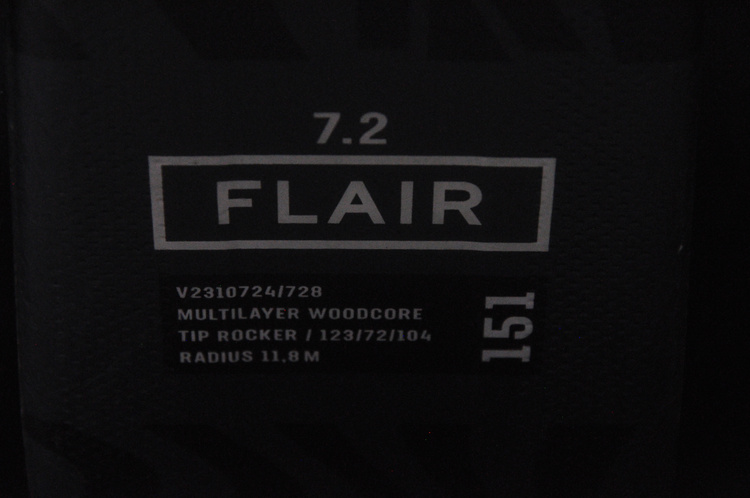 7.2
FLAIR
V2310724/728
MULTILAYER WOODCORE
TIP ROCKER / 123/72/104
RADIUS 11,8 M
151